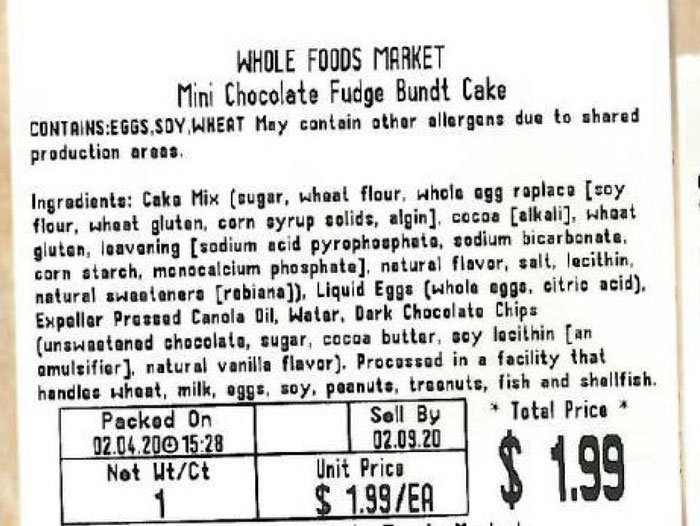 WHOLE FOODS MARKET
Mini Chocolate Fudge Bundt Cake
CONTAINS:EGGS,SOY,WHEAT May contain other allergens due to shared
production areas.
Ingredients: Cake Mix (sugar, wheat flour, whole egg replace [soy
flour, wheat gluten, corn syrup solids, algin], cocoa [alkali], wheat
gluten, leavening [sodium acid pyrophosphate, sodium bicarbonate,
corn starch, monocalcium phosphate], natural flavor, salt, lecithin,
natural sweeteners [rebiana]), Liquid Eggs (whole eggs, citric acid),
Expeller Pressed Canola Oil, Water, Dark Chocolate Chips
(unsweetened chocolate, sugar, cocoa butter, soy lecithin [an
emulsifier], natural vanilla flavor). Processed in a facility that
handles wheat, milk, eggs, soy, peanuts, treenuts, fish and shellfish.
Packed On
02.04.20 15:28
Sell By
02.09.20
* Total Price *
$ 1.99
Net Wt/Ct
1
Unit Price
$ 1.99/EA